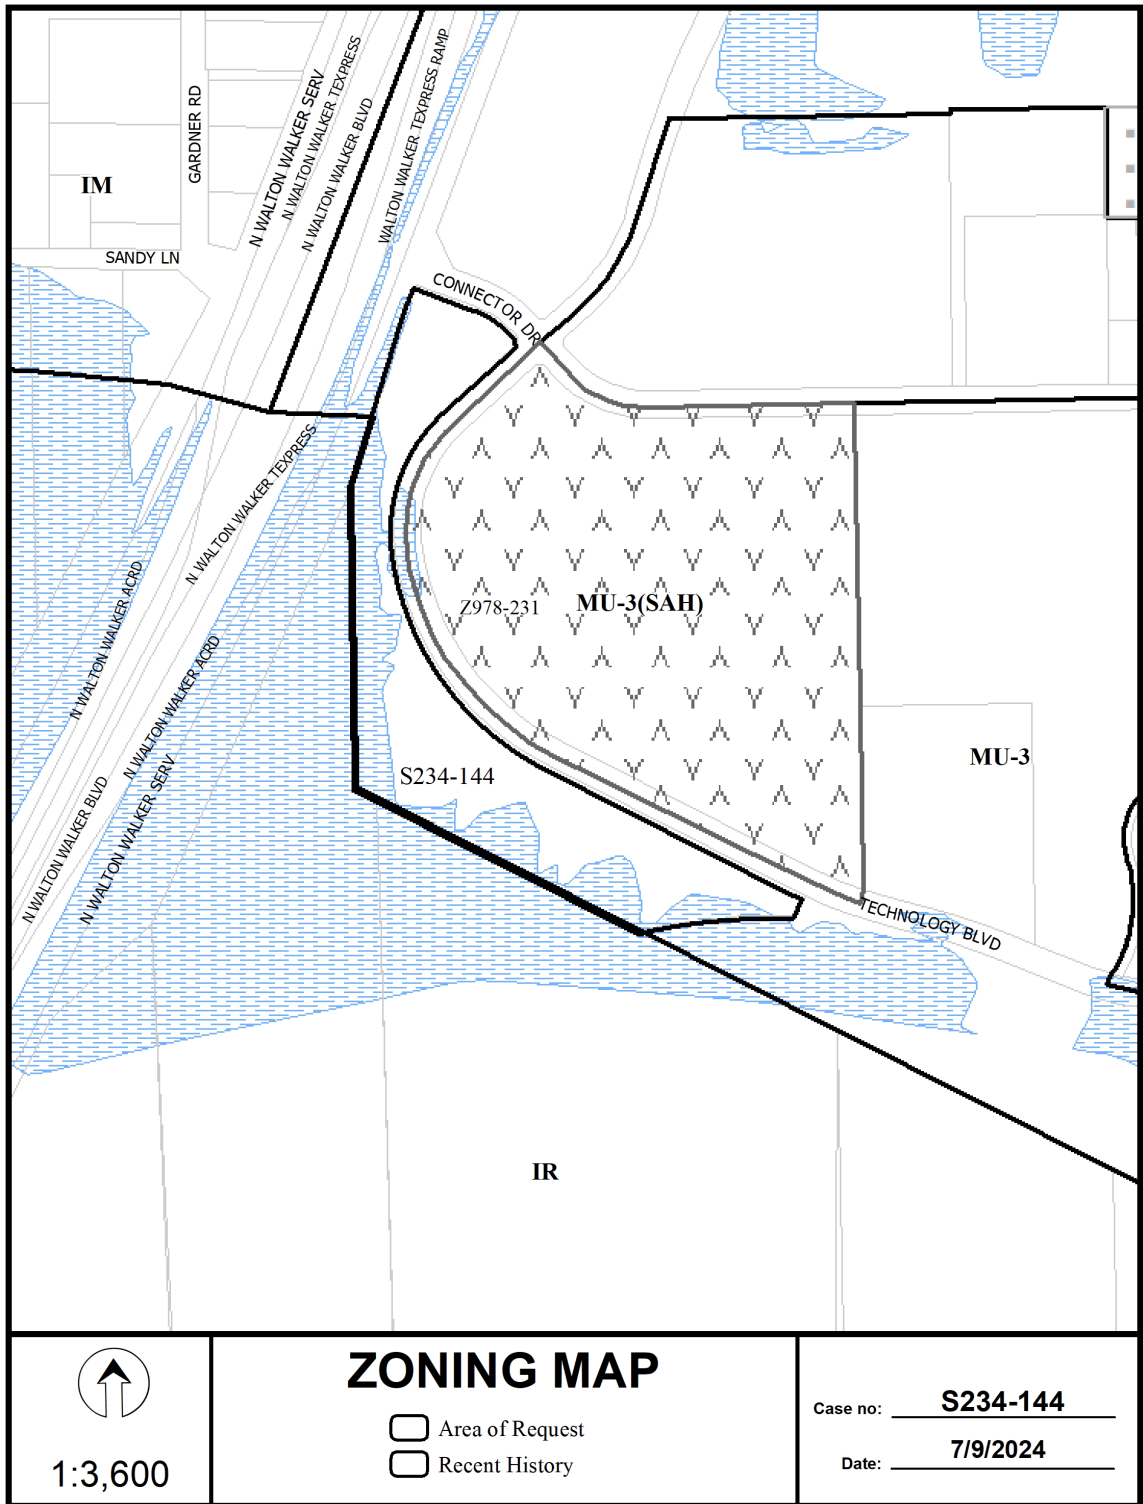 N WALTON WALKER SERV
N WALTON WALKER TEXPRESS
N WALTON WALKER BLVD
WALTON WALKER TEXPRESS RAMP
GARDNER RD
IM
SANDY LN
CONNECTOR DR
N WALTON WALKER TEXPRESS
N WALTON WALKER ACRD
Z978-231
MU-3(SAH)
N WALTON WALKER ACRD
MU-3
S234-144
N WALTON WALKER BLVD
N WALTON WALKER SERV
TECHNOLOGY BLVD
IR
ZONING MAP
Area of Request
Recent History
1:3,600
Case no: S234-144
Date: 7/9/2024